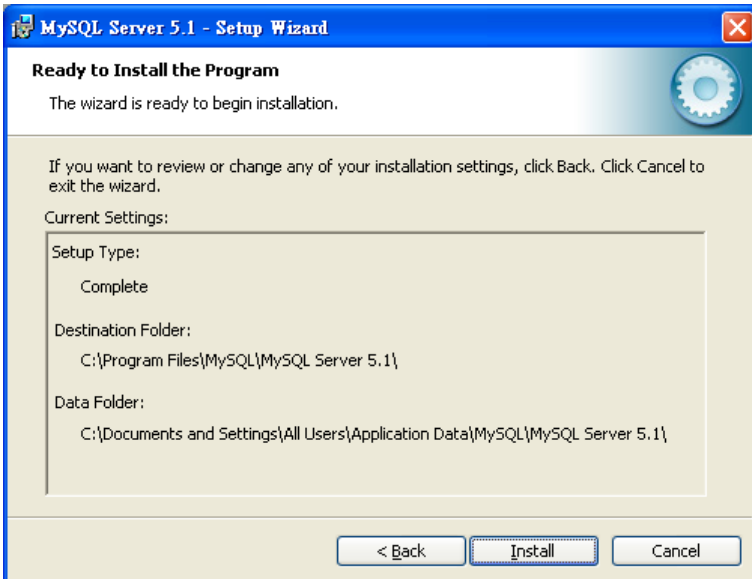 MySQL Server 5.1 - Setup Wizard
Ready to Install the Program
The wizard is ready to begin installation.
If you want to review or change any of your installation settings, click Back. Click Cancel to
exit the wizard.
Current Settings:
Setup Type:
Complete
Destination Folder:
C:\Program Files\MySQL\MySQL Server 5.1\
Data Folder:
C:\Documents and Settings\All Users\Application Data\MySQL\MySQL Server 5.1\
< Back Install Cancel